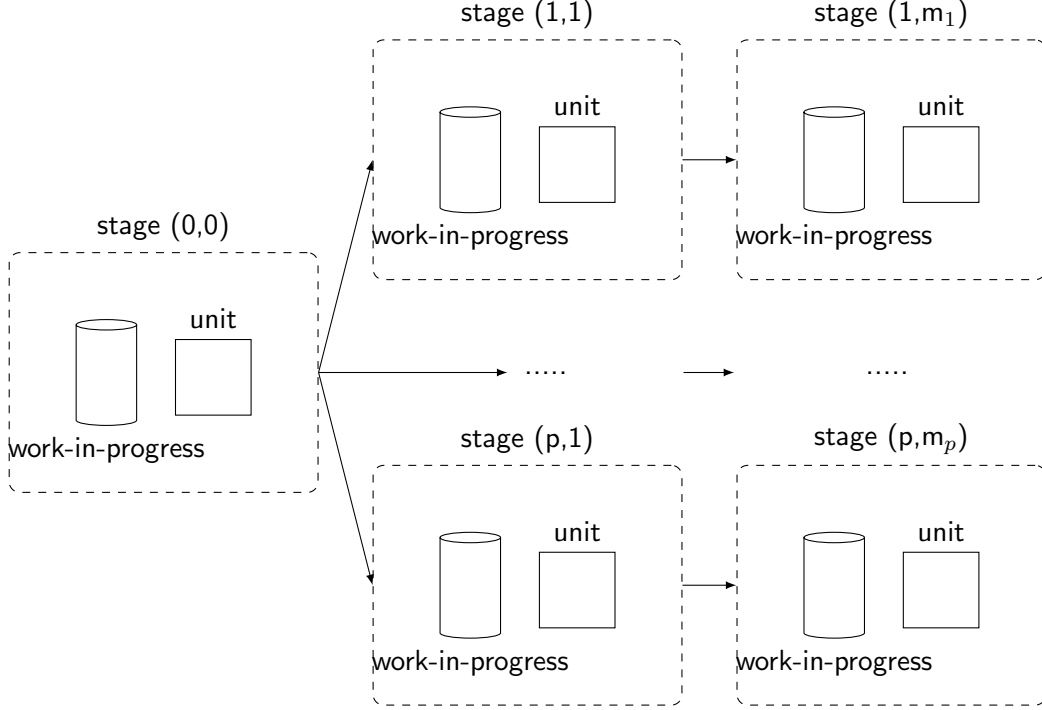 stage (0,0)
unit
work-in-progress
stage (1,1)
unit
work-in-progress
stage (1,m₁)
unit
work-in-progress
.....
.....
stage (p,1)
unit
work-in-progress
stage (p,mₚ)
unit
work-in-progress